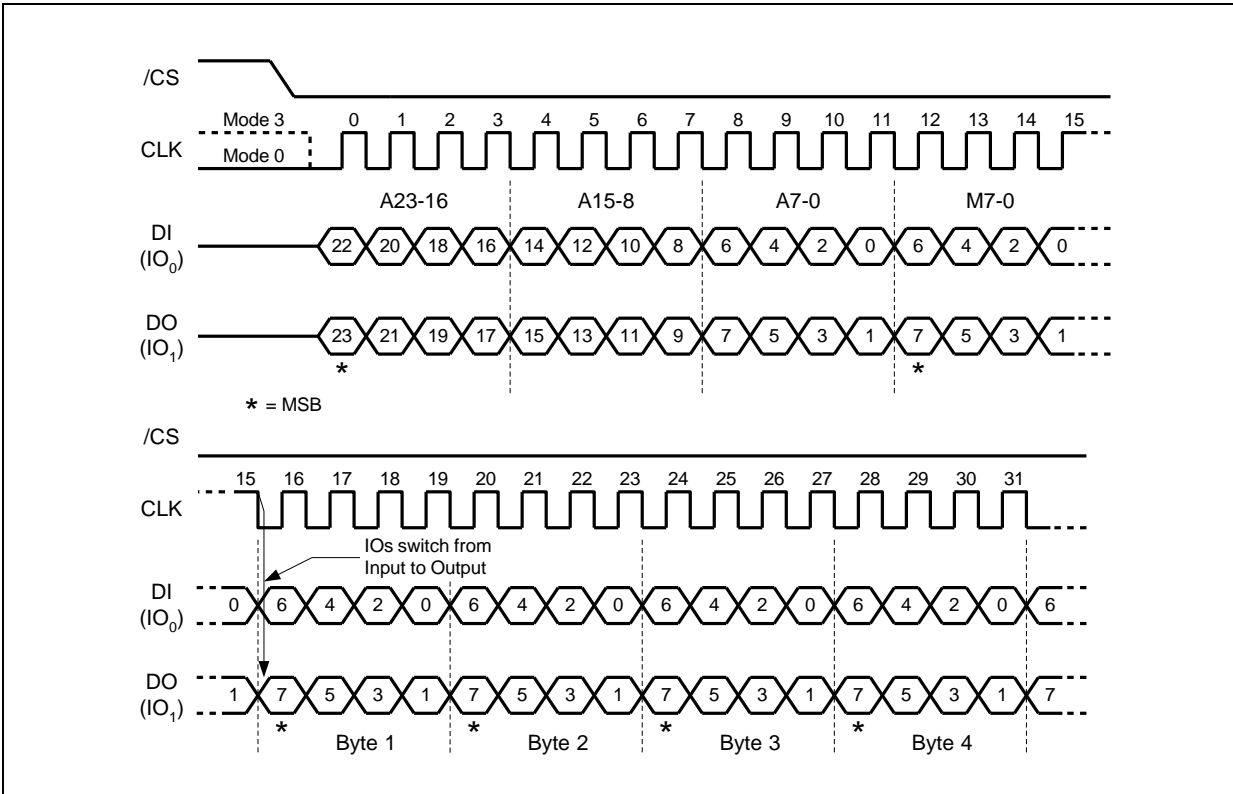 /CS
Mode 3 0 1 2 3 4 5 6 7 8 9 10 11 12 13 14 15
CLK
Mode 0
A23-16 A15-8 A7-0 M7-0
DI
(IO0) 22 20 18 16 14 12 10 8 6 4 2 0 6 4 2 0
DO
(IO1) 23 21 19 17 15 13 11 9 7 5 3 1 7 5 3 1
* *
* = MSB
/CS
15 16 17 18 19 20 21 22 23 24 25 26 27 28 29 30 31
CLK
IOs switch from
Input to Output
DI
(IO0) 0 6 4 2 0 6 4 2 0 6 4 2 0 6 4 2 0 6
DO
(IO1) 1 7 5 3 1 7 5 3 1 7 5 3 1 7 5 3 1 7
* * * *
Byte 1 Byte 2 Byte 3 Byte 4